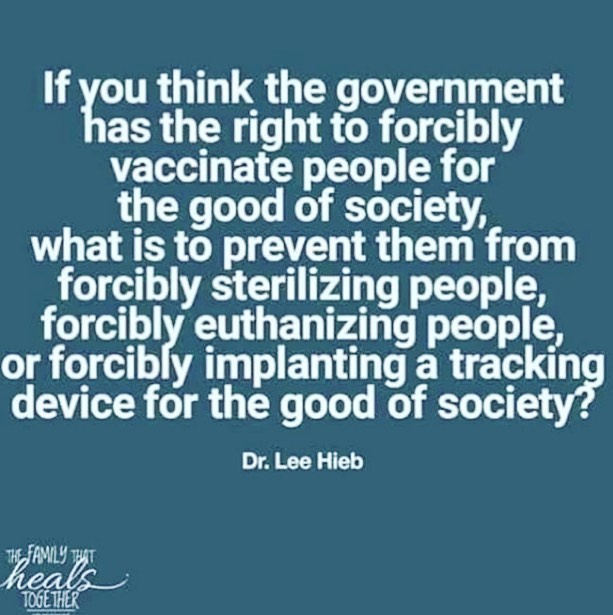 If you think the government
has the right to forcibly
vaccinate people for
the good of society,
what is to prevent them from
forcibly sterilizing people,
forcibly euthanizing people,
or forcibly implanting a tracking
device for the good of society?
Dr. Lee Hieb
THE FAMILY THAT
heals
TOGETHER